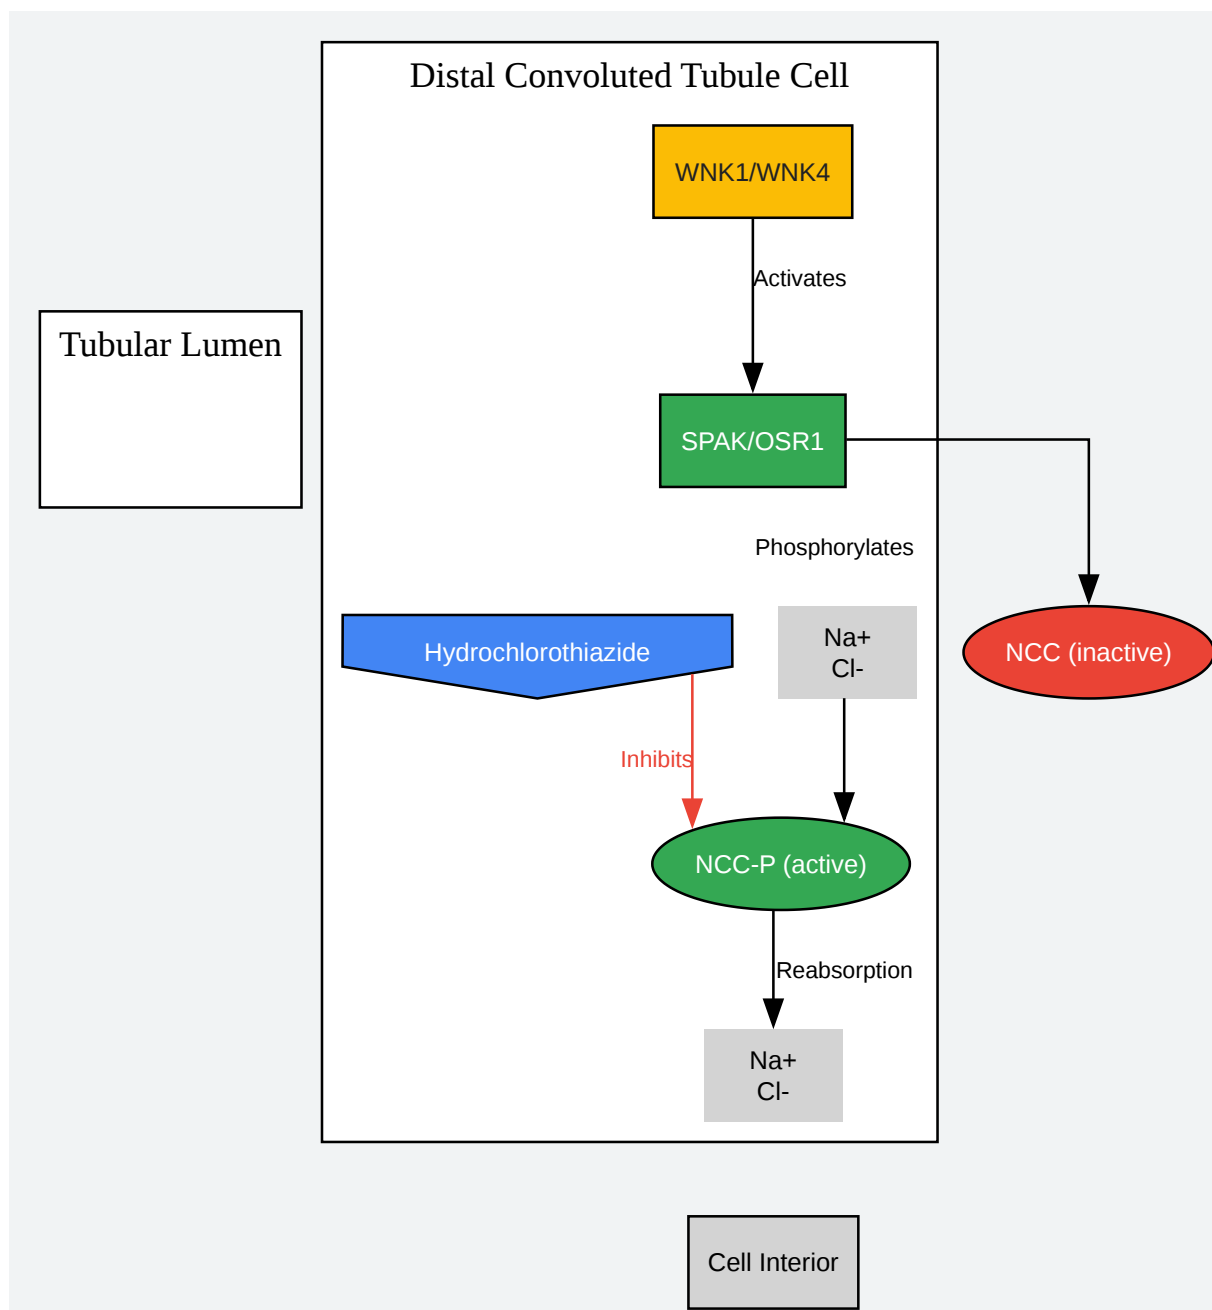 Distal Convoluted Tubule Cell
WNK1/WNK4
Activates
Tubular Lumen
SPAK/OSR1
Phosphorylates
Hydrochlorothiazide
Na+
Cl-
NCC (inactive)
Inhibits
NCC-P (active)
Reabsorption
Na+
Cl-
Cell Interior